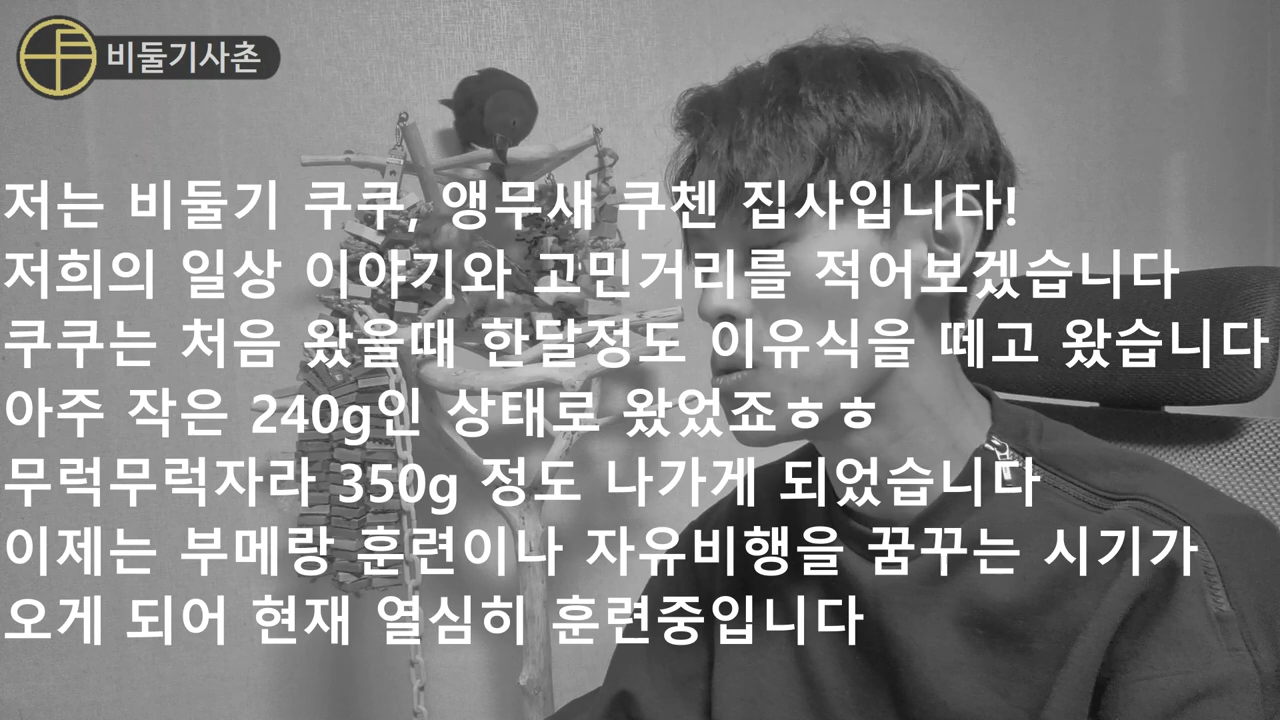 비둘기사촌
저는 비둘기 쿠쿠, 앵무새 쿠첸 집사입니다!
저희의 일상 이야기와 고민거리를 적어보겠습니다
쿠쿠는 처음 왔을때 한달정도 이유식을 떼고 왔습니다
아주 작은 240g인 상태로 왔었죠ㅎㅎ
무럭무럭자라 350g 정도 나가게 되었습니다
이제는 부메랑 훈련이나 자유비행을 꿈꾸는 시기가
오게 되어 현재 열심히 훈련중입니다